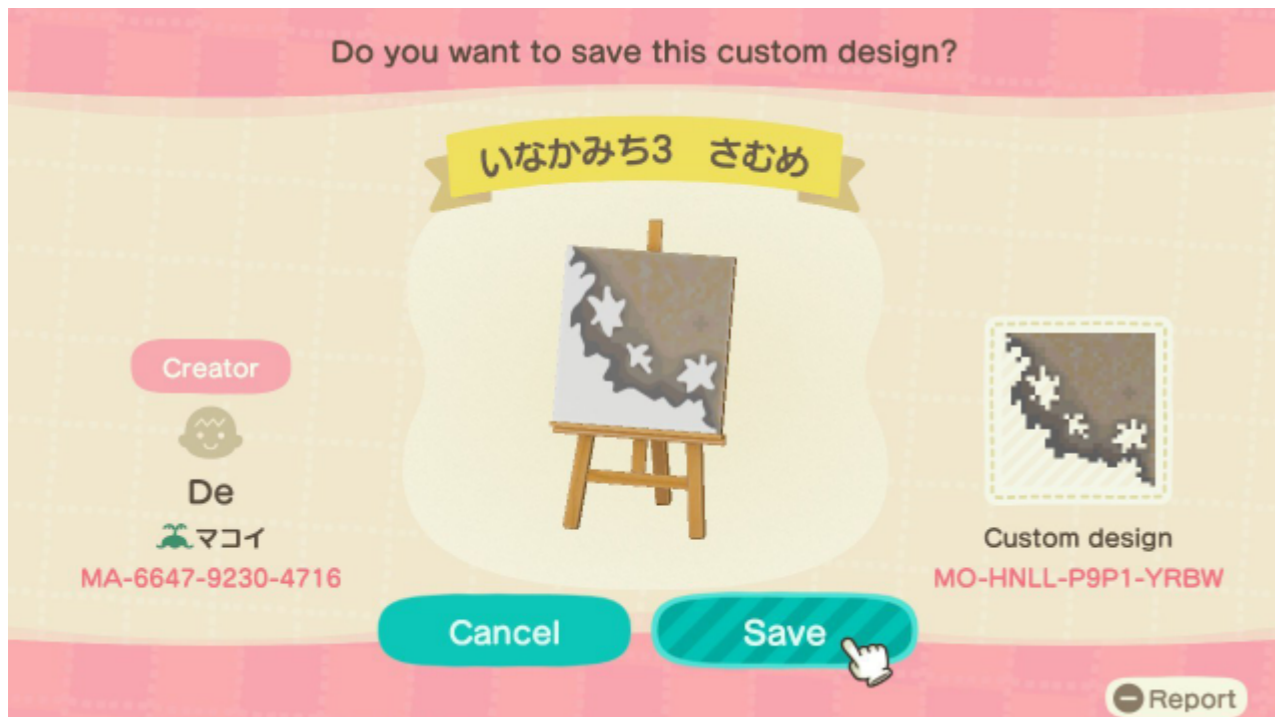 Do you want to save this custom design?
いなかみち3 さむめ
Creator
De
マコイ
MA-6647-9230-4716
Custom design
MO-HNLL-P9P1-YRBW
Cancel
Save
Report